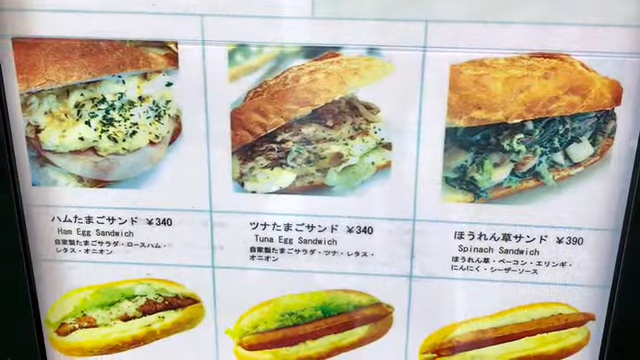 ハムたまごサンド ¥340
Ham Egg Sandwich
自家製たまごサラダ・ロースハム・
レタス・オニオン
ツナたまごサンド ¥340
Tuna Egg Sandwich
自家製たまごサラダ・ツナ・レタス・
オニオン
ほうれん草サンド ¥390
Spinach Sandwich
ほうれん草・ベーコン・エリンギ・
にんにく・シーザーソース